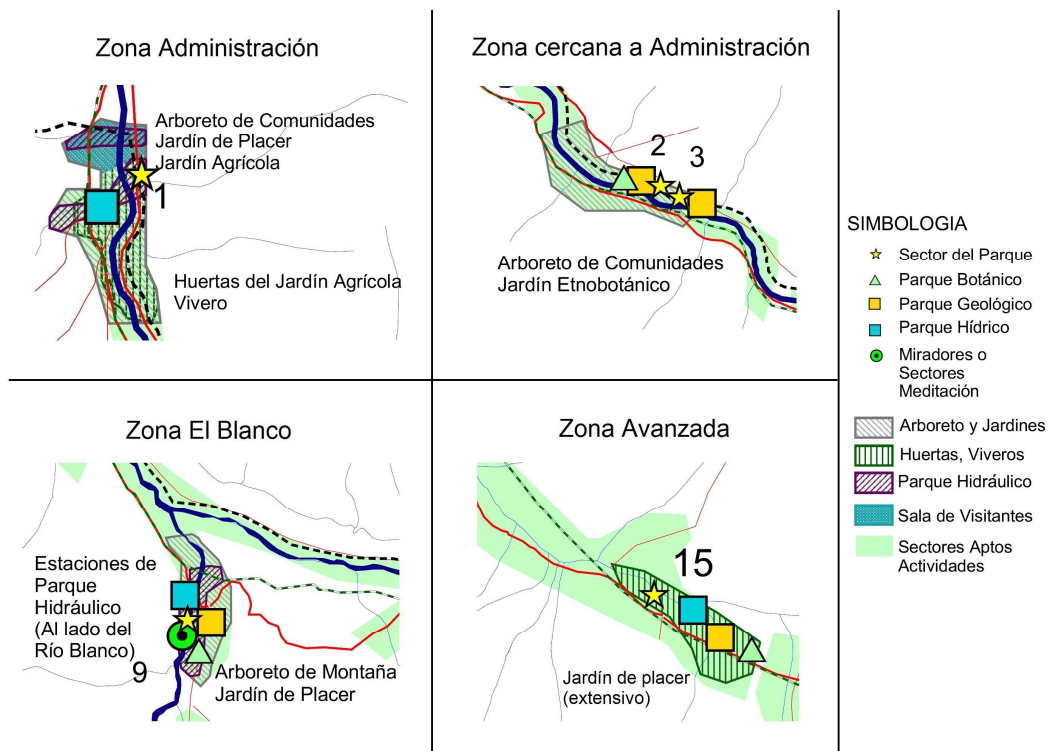 Zona Administración
Arboreto de Comunidades
Jardín de Placer
Jardín Agrícola
1
Huertas del Jardín Agrícola
Vivero
Zona cercana a Administración
2
3
Arboreto de Comunidades
Jardín Etnobotánico
Zona El Blanco
Estaciones de
Parque
Hidráulico
(Al lado del
Río Blanco)
9
Arboreto de Montaña
Jardín de Placer
Zona Avanzada
15
Jardín de placer
(extensivo)
SIMBOLOGIA
Sector del Parque
Parque Botánico
Parque Geológico
Parque Hídrico
Miradores o
Sectores
Meditación
Arboreto y Jardines
Huertas, Viveros
Parque Hidráulico
Sala de Visitantes
Sectores Aptos
Actividades